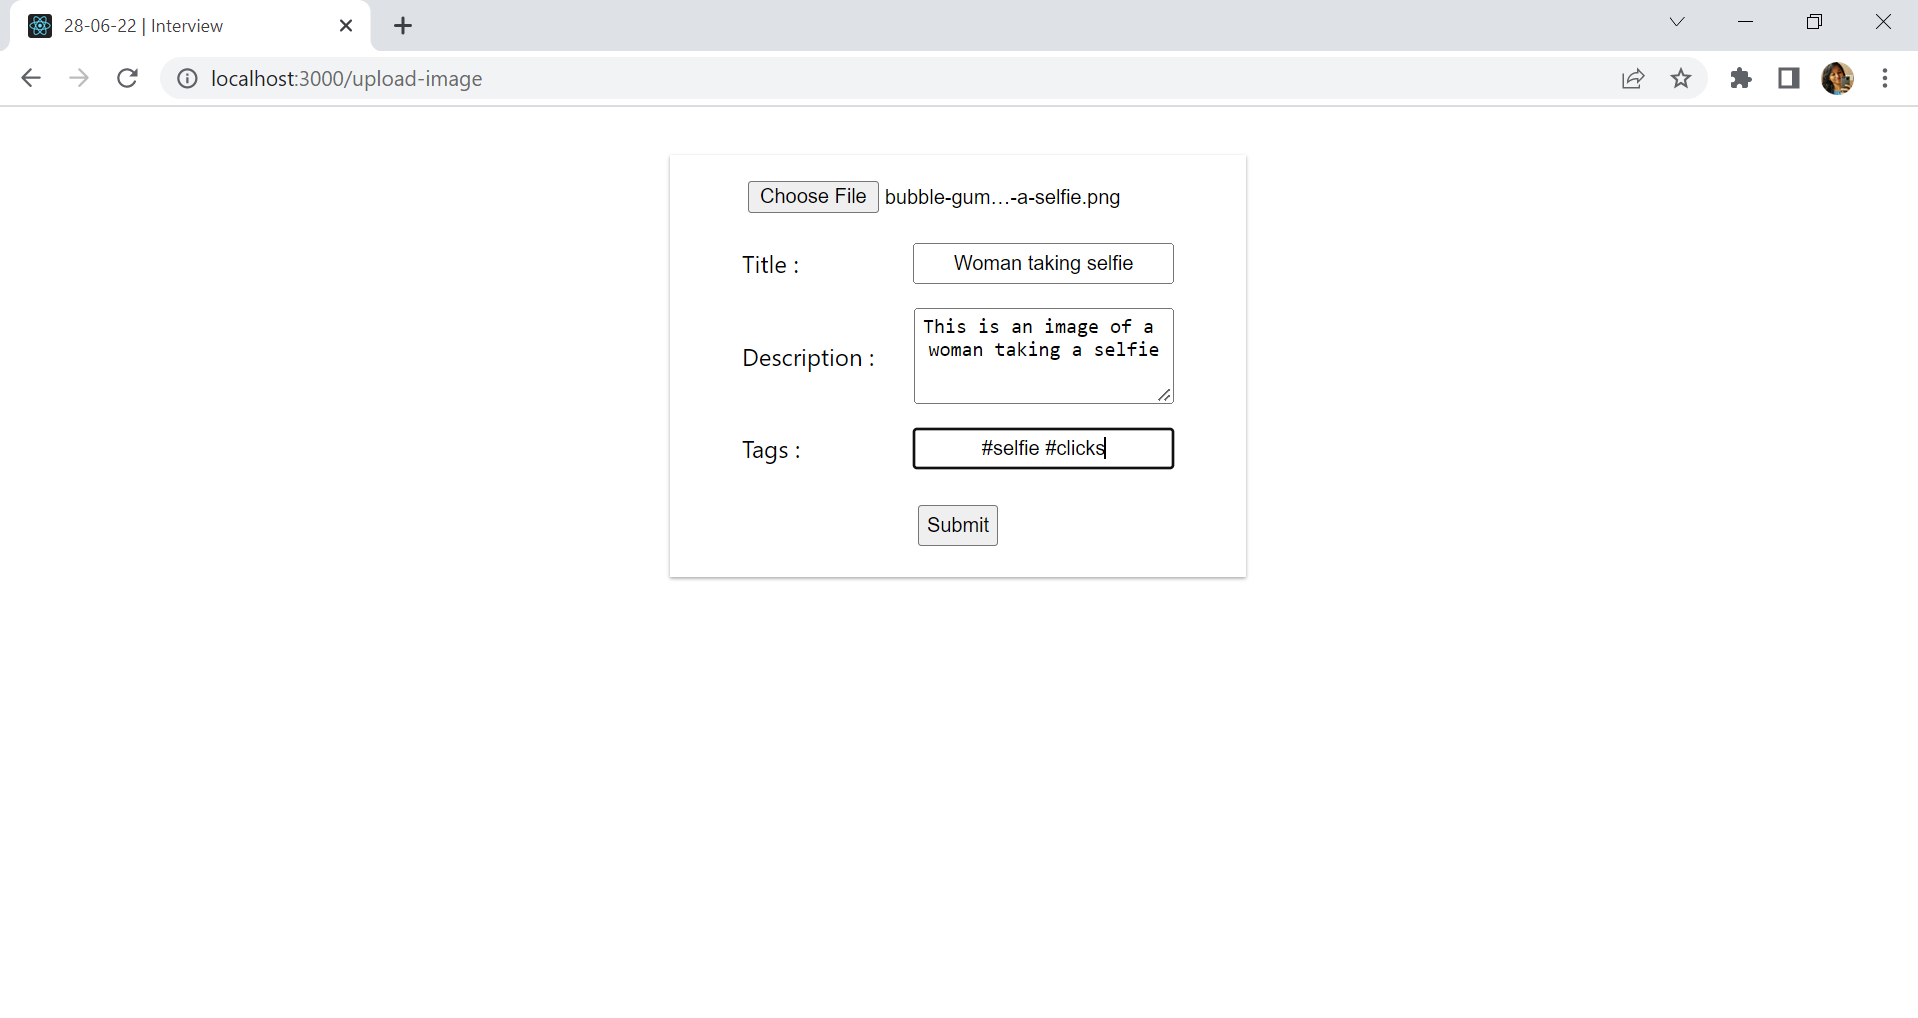 28-06-22 | Interview
localhost:3000/upload-image
Choose File bubble-gum...-a-selfie.png
Title : Woman taking selfie
Description : This is an image of a
woman taking a selfie
Tags : #selfie #clicks
Submit